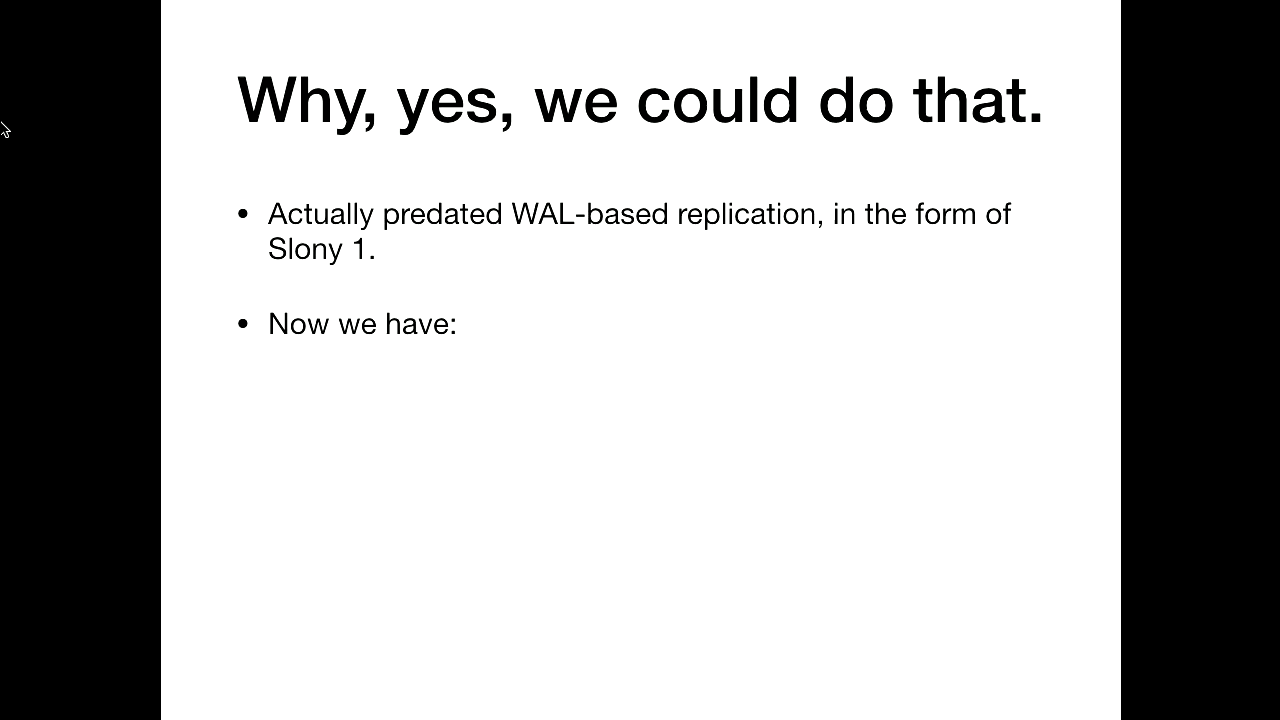 Why, yes, we could do that.
• Actually predated WAL-based replication, in the form of
Slony 1.
• Now we have: